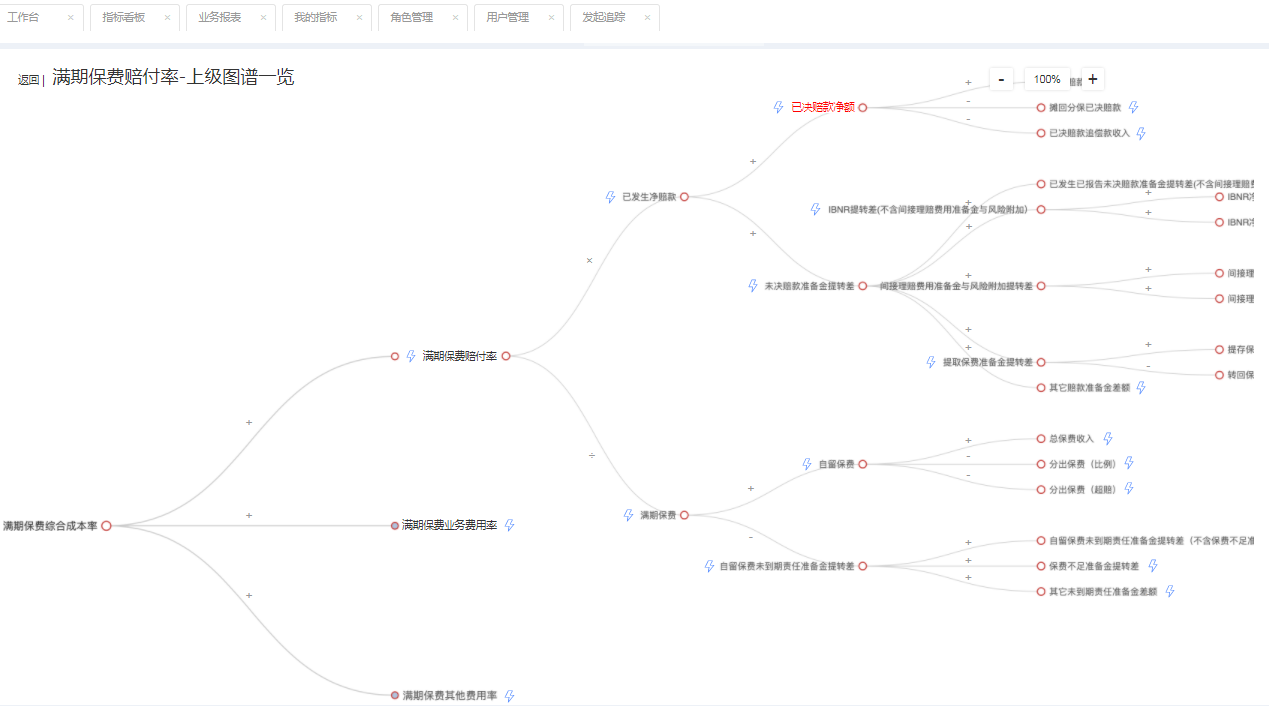 工作台 × 指标看板 × 业务报表 × 我的指标 × 角色管理 × 用户管理 × 发起追踪 ×
返回 | 满期保费赔付率-上级图谱一览
- 100% +
已决赔款净额
摊回分保已决赔款
已决赔款追偿款收入
已发生净赔款
已发生已报告未决赔款准备金提转差(不含间接理赔
IBNR提转差(不含间接理赔费用准备金与风险附加)
IBNR
IBNR
未决赔款准备金提转差
间接理赔费用准备金与风险附加提转差
间接理
间接理
提取保费准备金提转差
提存保
转回保
其它赔款准备金差额
满期保费赔付率
满期保费
自留保费
总保费收入
分出保费（比例）
分出保费（超赔）
自留保费未到期责任准备金提转差
自留保费未到期责任准备金提转差（不含保费不足准
保费不足准备金提转差
其它未到期责任准备金差额
满期保费综合成本率
满期保费业务费用率
满期保费其他费用率